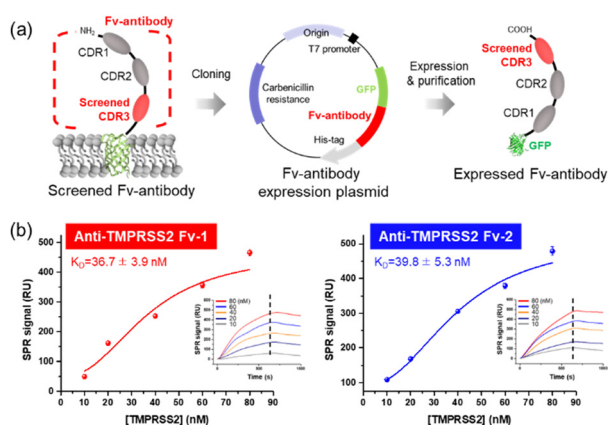 (a)
Fv-antibody
NH2
CDR1
CDR2
Screened
CDR3
Screened Fv-antibody
Cloning
Origin
T7 promoter
Carbenicillin
resistance
GFP
Fv-antibody
His-tag
Fv-antibody
expression plasmid
Expression
& purification
COOH
Screened
CDR3
CDR2
CDR1
GFP
Expressed Fv-antibody
(b)
Anti-TMPRSS2 Fv-1
KD=36.7 ± 3.9 nM
SPR signal (RU)
500
400
300
200
100
0
10 20 30 40 50 60 70 80 90
[TMPRSS2] (nM)
SPR signal (RU)
80 (nM)
60
40
20
10
Time (s)
Anti-TMPRSS2 Fv-2
KD=39.8 ± 5.3 nM
SPR signal (RU)
500
400
300
200
100
10 20 30 40 50 60 70 80 90
[TMPRSS2] (nM)
SPR signal (RU)
80 (nM)
60
40
20
10
Time (s)